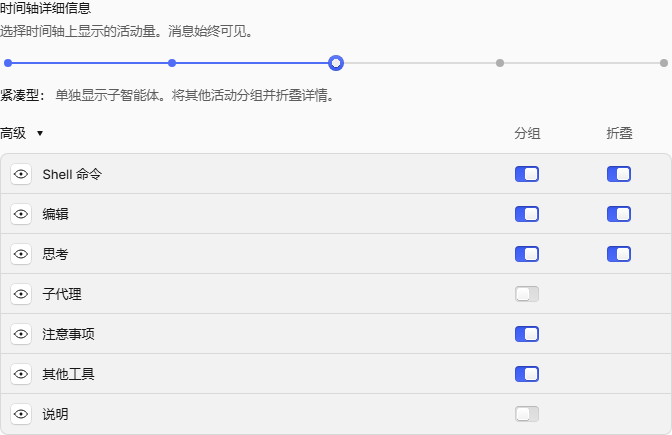 时间轴详细信息
选择时间轴上显示的活动量。消息始终可见。
紧凑型： 单独显示子智能体。将其他活动分组并折叠详情。
高级 分组 折叠
Shell 命令
编辑
思考
子代理
注意事项
其他工具
说明